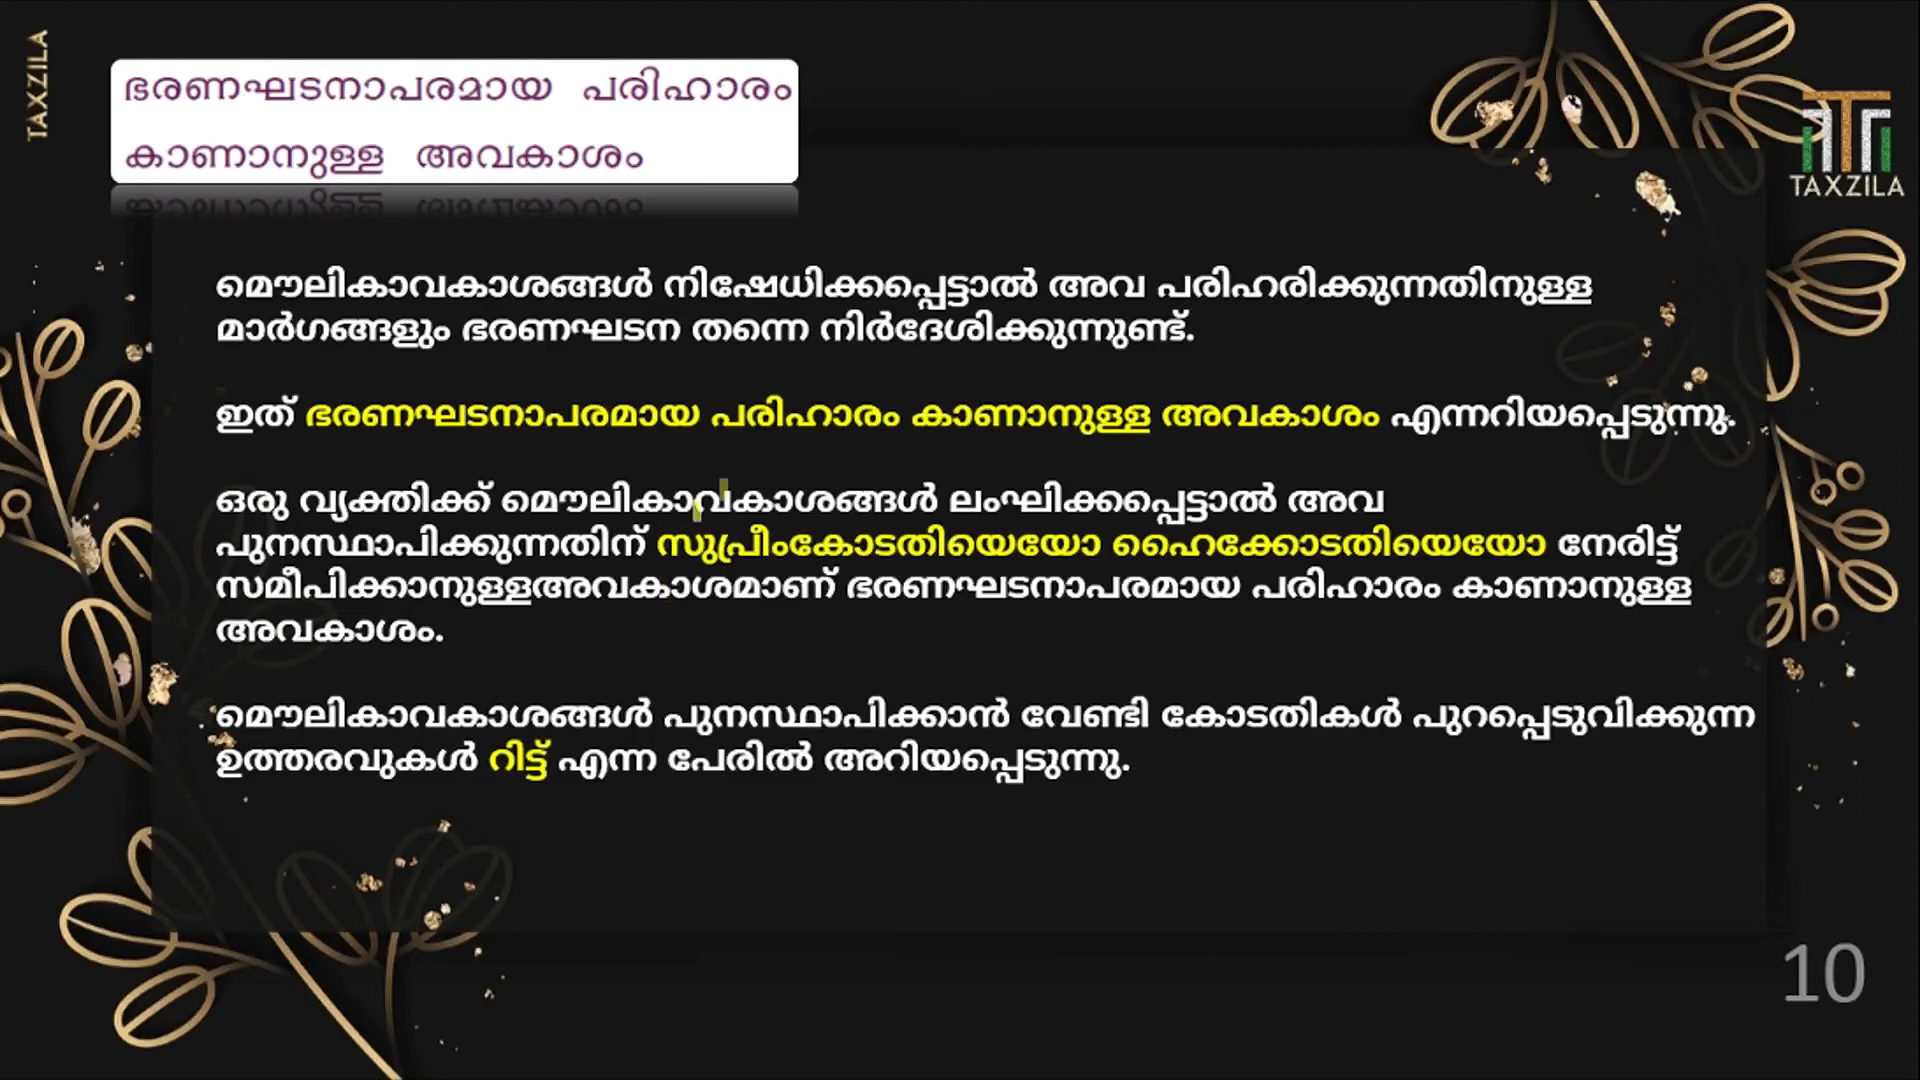 TAXZILA
ഭരണഘടനാപരമായ പരിഹാരം
കാണാനുള്ള അവകാശം
TAXZILA
മൌലികാവകാശങ്ങൾ നിഷേധിക്കപ്പെട്ടാൽ അവ പരിഹരിക്കുന്നതിനുള്ള
മാർഗങ്ങളും ഭരണഘടന തന്നെ നിർദേശിക്കുന്നുണ്ട്.
ഇത് ഭരണഘടനാപരമായ പരിഹാരം കാണാനുള്ള അവകാശം എന്നറിയപ്പെടുന്നു.
ഒരു വ്യക്തിക്ക് മൌലികാവകാശങ്ങൾ ലംഘിക്കപ്പെട്ടാൽ അവ
പുനസ്ഥാപിക്കുന്നതിന് സുപ്രീംകോടതിയെയോ ഹൈക്കോടതിയെയോ നേരിട്ട്
സമീപിക്കാനുള്ളഅവകാശമാണ് ഭരണഘടനാപരമായ പരിഹാരം കാണാനുള്ള
അവകാശം.
മൌലികാവകാശങ്ങൾ പുനസ്ഥാപിക്കാൻ വേണ്ടി കോടതികൾ പുറപ്പെടുവിക്കുന്ന
ഉത്തരവുകൾ റിട്ട് എന്ന പേരിൽ അറിയപ്പെടുന്നു.
10